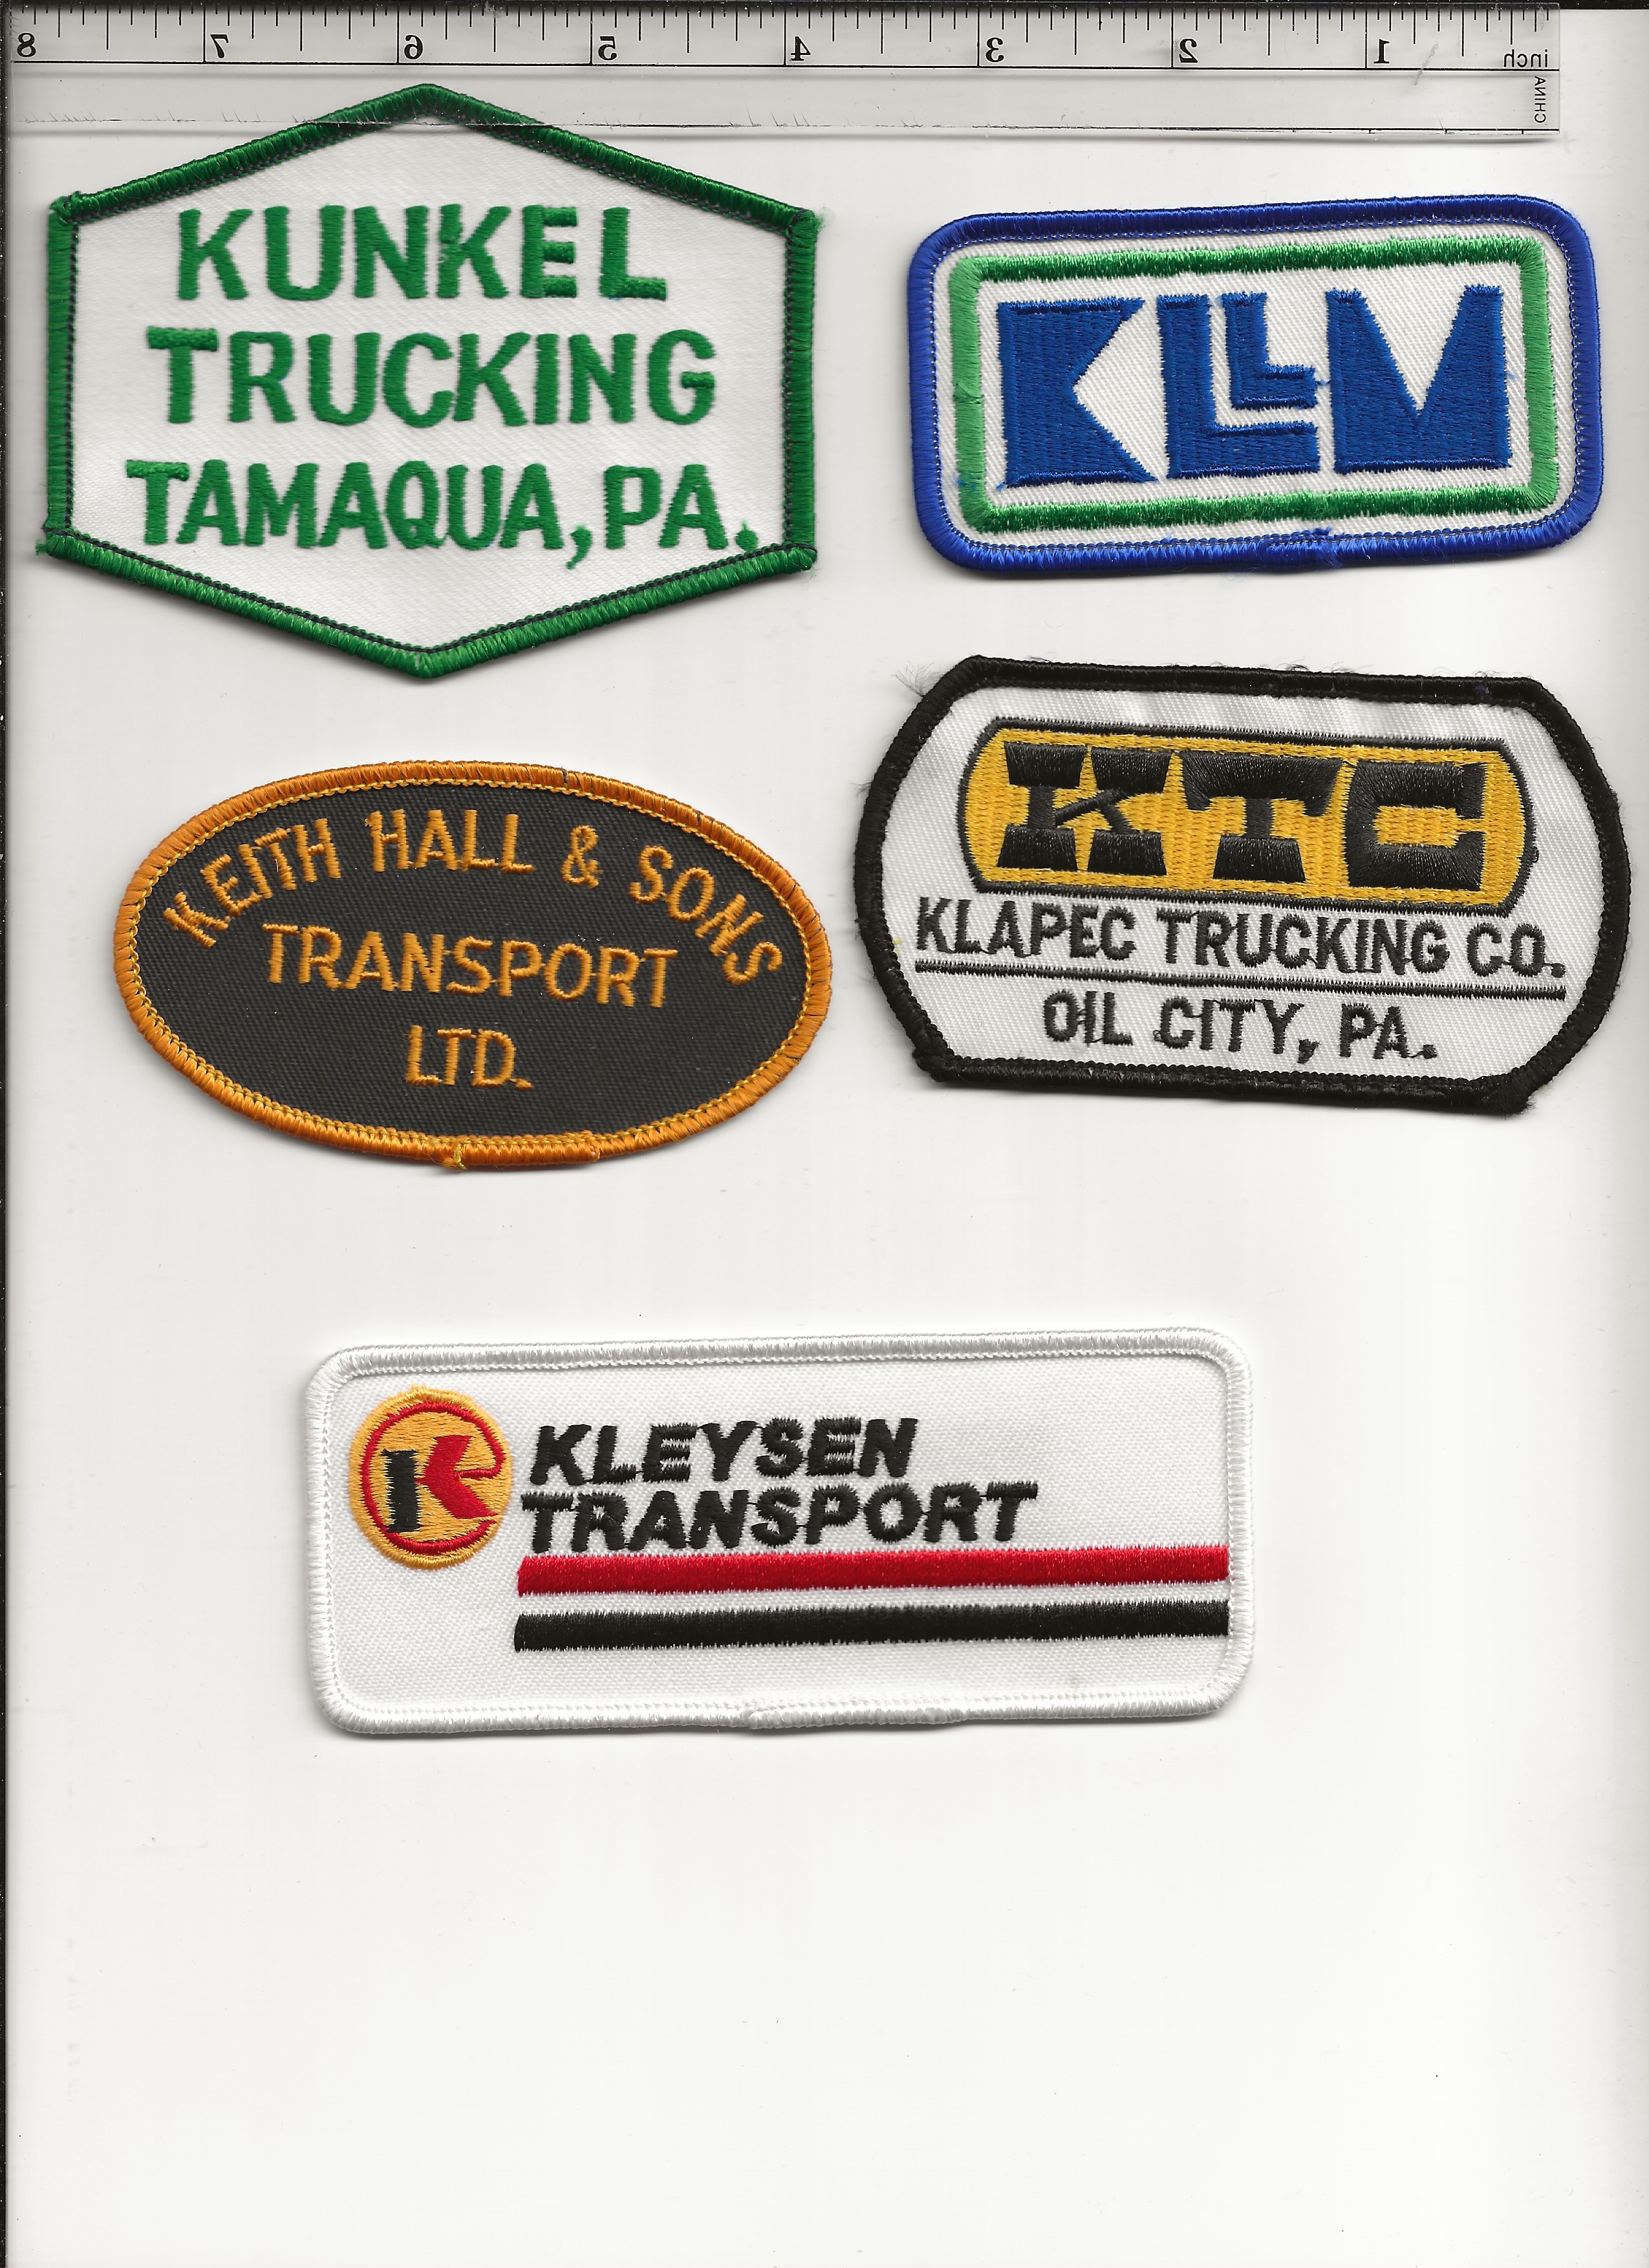 8 7 6 5 4 3 2 1 inch
CHINA
KUNKEL
TRUCKING
TAMAQUA, PA.
KLLM
KEITH HALL & SONS
TRANSPORT
LTD.
KTC
KLAPEC TRUCKING CO.
OIL CITY, PA.
K
KLEYSEN
TRANSPORT